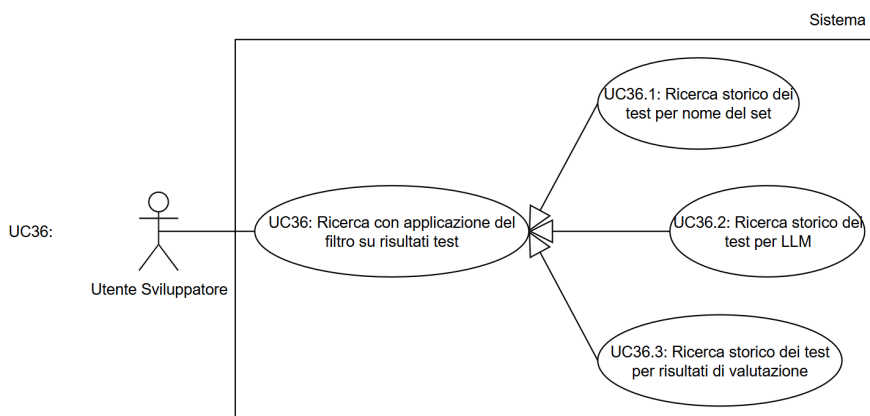 Sistema
UC36.1: Ricerca storico dei
test per nome del set
UC36:
Utente Sviluppatore
UC36: Ricerca con applicazione del
filtro su risultati test
UC36.2: Ricerca storico dei
test per LLM
UC36.3: Ricerca storico dei test
per risultati di valutazione